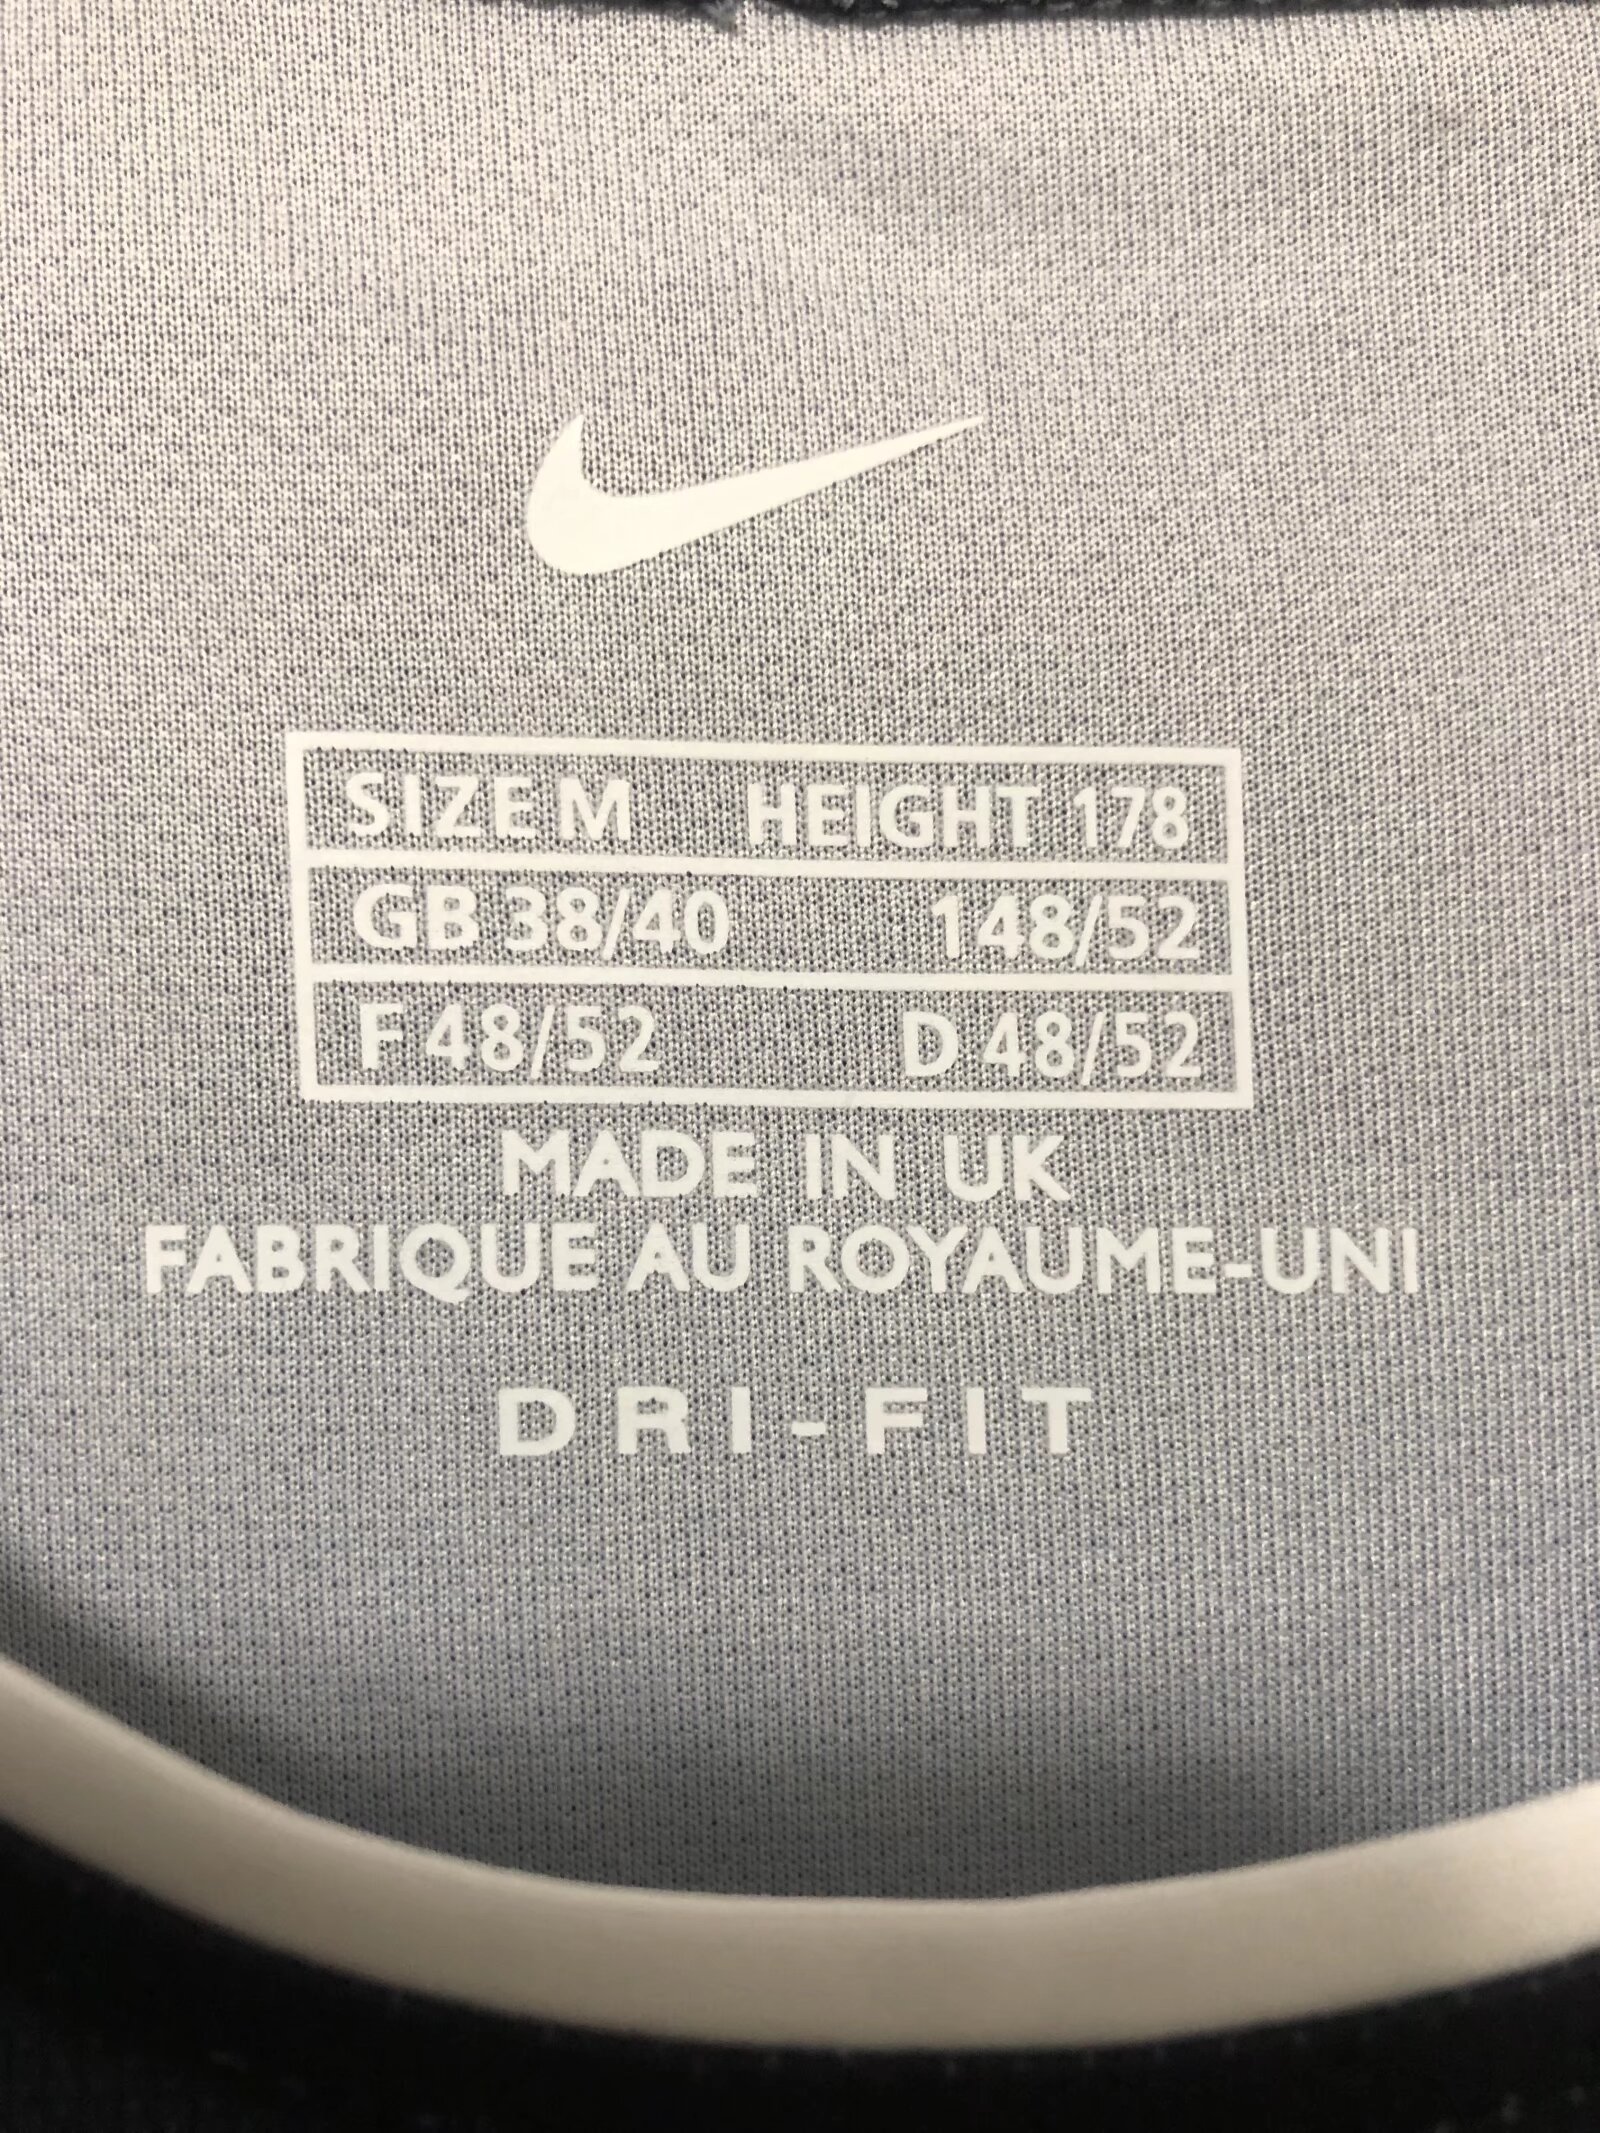 SIZE M HEIGHT 178
GB 38/40 I 48/52
F 48/52 D 48/52
MADE IN UK
FABRIQUE AU ROYAUME-UNI
DRI-FIT